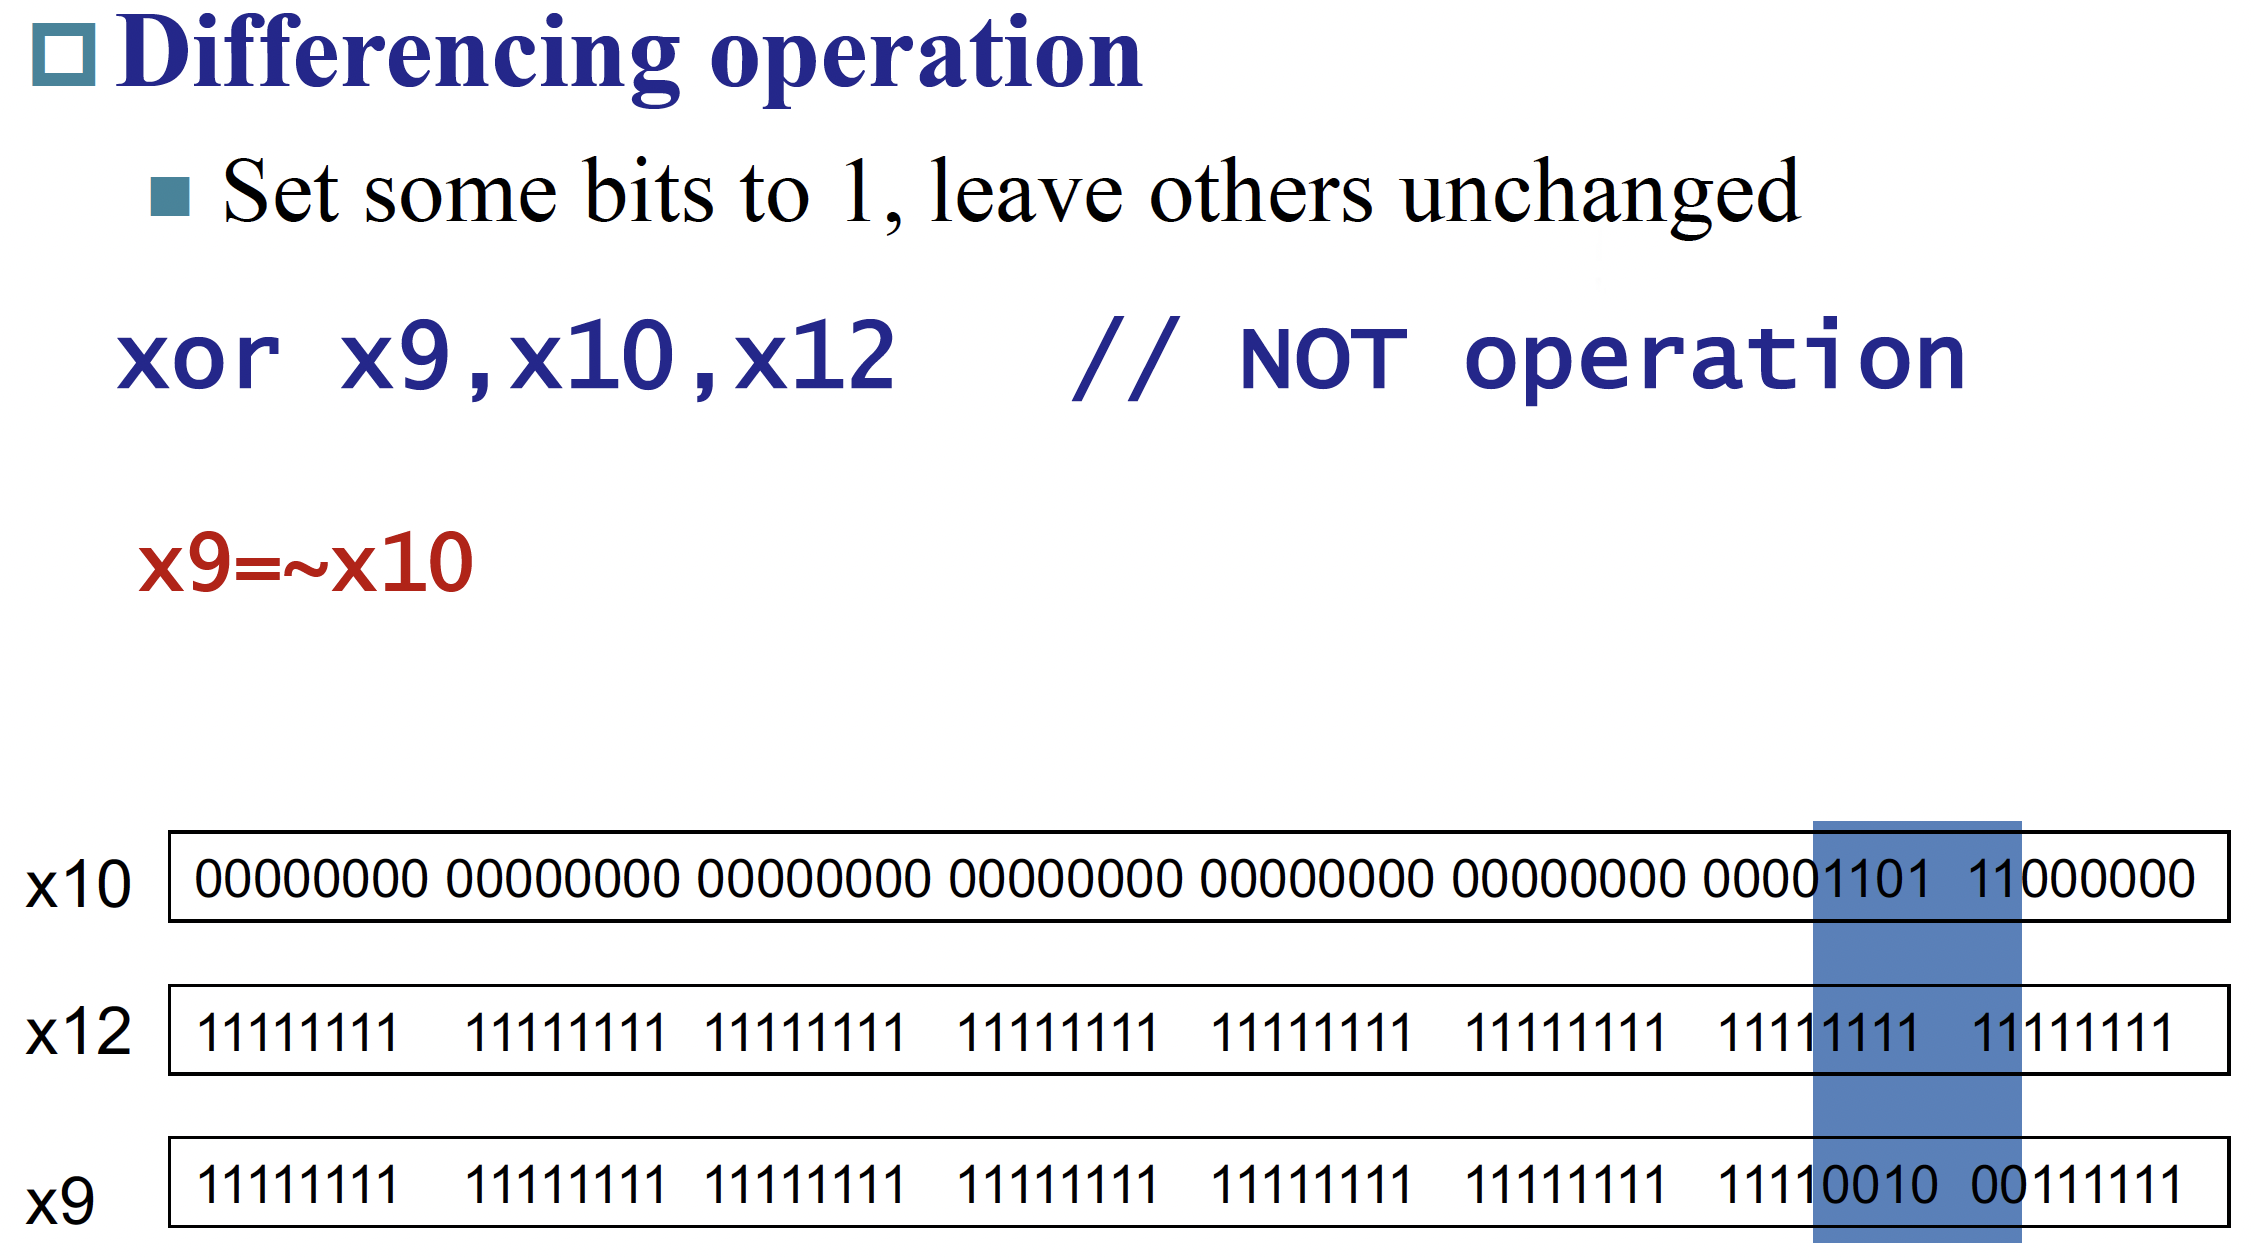 Differencing operation
Set some bits to 1, leave others unchanged
xor x9,x10,x12 // NOT operation
x9=~x10
x10 00000000 00000000 00000000 00000000 00000000 00000000 00001101 11000000
x12 11111111 11111111 11111111 11111111 11111111 11111111 11111111 11111111
x9 11111111 11111111 11111111 11111111 11111111 11111111 11110010 00111111